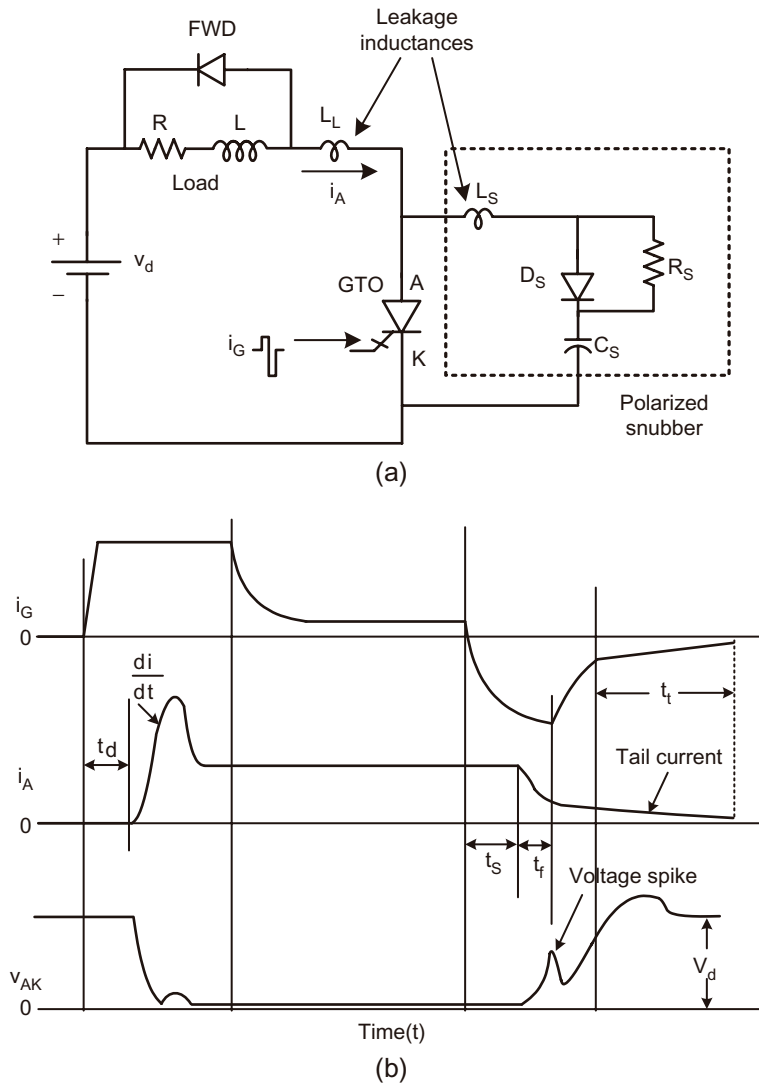 Leakage
inductances
FWD
R
L
L_L
Load
i_A
L_S
+
v_d
−
GTO
A
D_S
R_S
i_G
K
C_S
Polarized
snubber
(a)
i_G
0
di
dt
t_t
t_d
Tail current
i_A
0
t_S
t_f
Voltage spike
v_AK
V_d
0
Time(t)
(b)